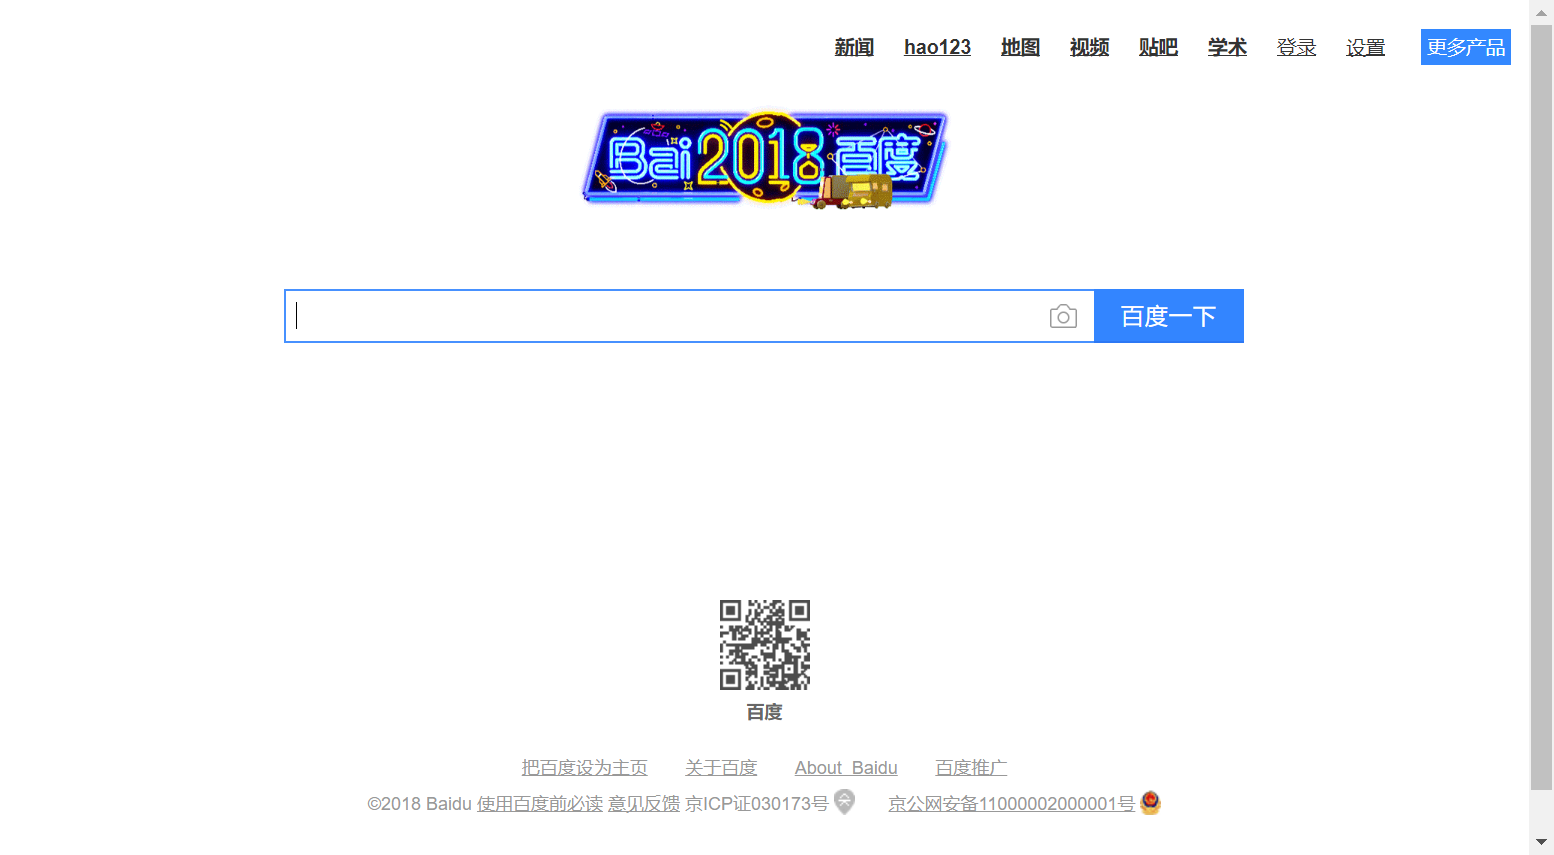 新闻 hao123 地图 视频 贴吧 学术 登录 设置 更多产品
Bai 2018 百度
百度一下
百度
把百度设为主页 关于百度 About Baidu 百度推广
©2018 Baidu 使用百度前必读 意见反馈 京ICP证030173号 京公网安备11000002000001号